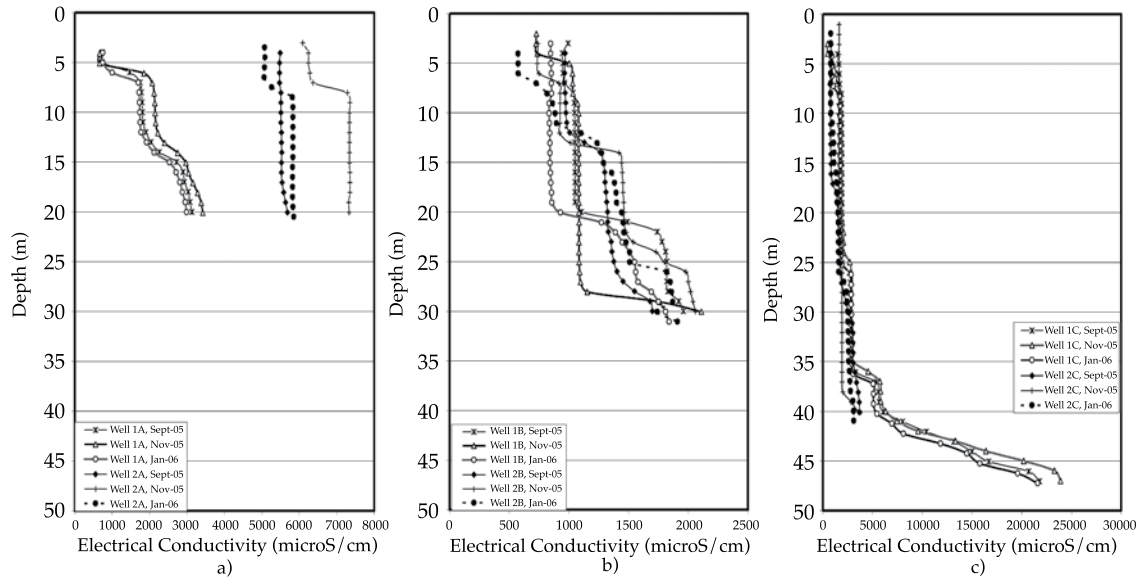 0
5
10
15
20
25
30
35
40
45
50
Depth (m)
Well 1A, Sept-05
Well 1A, Nov-05
Well 1A, Jan-06
Well 2A, Sept-05
Well 2A, Nov-05
Well 2A, Jan-06
0 1000 2000 3000 4000 5000 6000 7000 8000
Electrical Conductivity (microS/cm)
a)
0
5
10
15
20
25
30
35
40
45
50
Depth (m)
Well 1B, Sept-05
Well 1B, Nov-05
Well 1B, Jan-06
Well 2B, Sept-05
Well 2B, Nov-05
Well 2B, Jan-06
0 500 1000 1500 2000 2500
Electrical Conductivity (microS/cm)
b)
0
5
10
15
20
25
30
35
40
45
50
Depth (m)
Well 1C, Sept-05
Well 1C, Nov-05
Well 1C, Jan-06
Well 2C, Sept-05
Well 2C, Nov-05
Well 2C, Jan-06
0 5000 10000 15000 20000 25000 30000
Electrical Conductivity (microS/cm)
c)